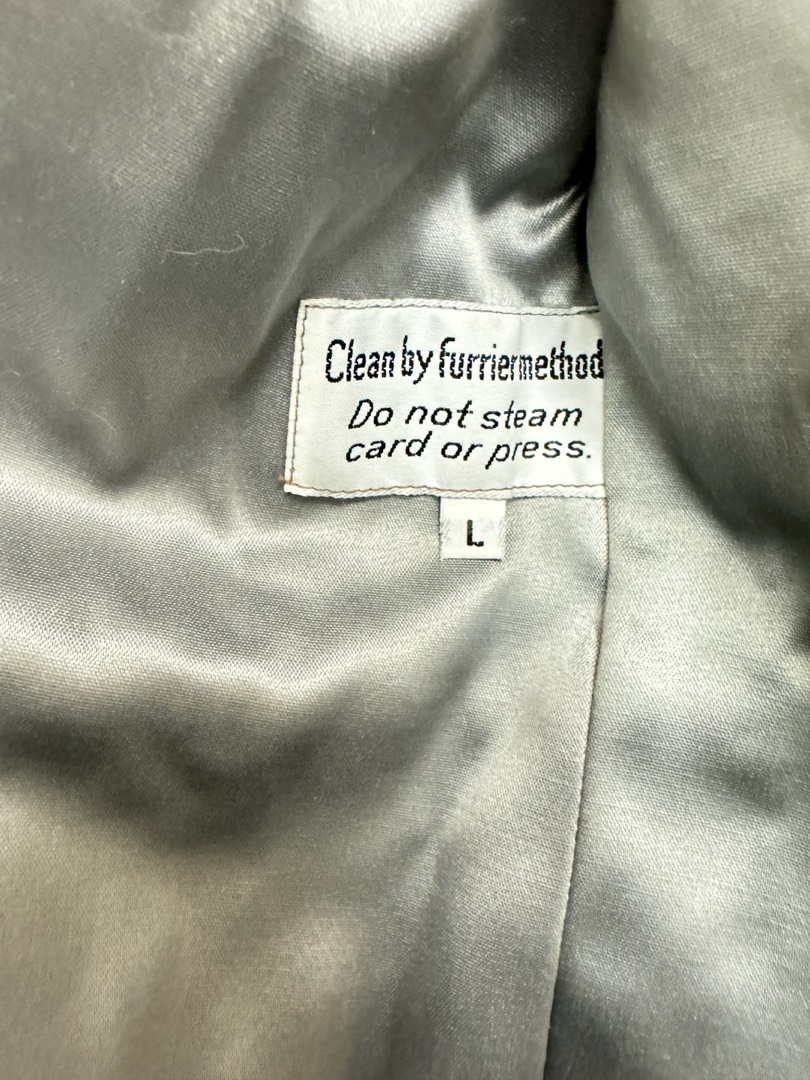 Clean by furriermethod
Do not steam
card or press.
L